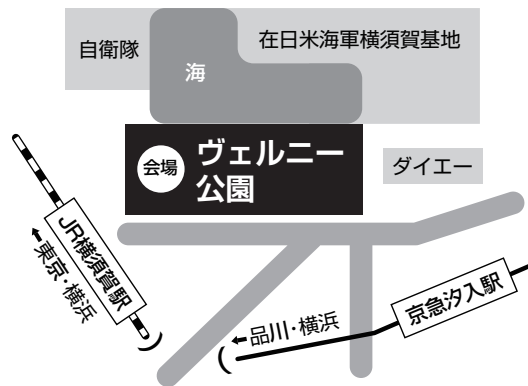 自衛隊
在日米海軍横須賀基地
海
会場
ヴェルニー
公園
ダイエー
JR横須賀駅
←東京・横浜
京急汐入駅
←品川・横浜